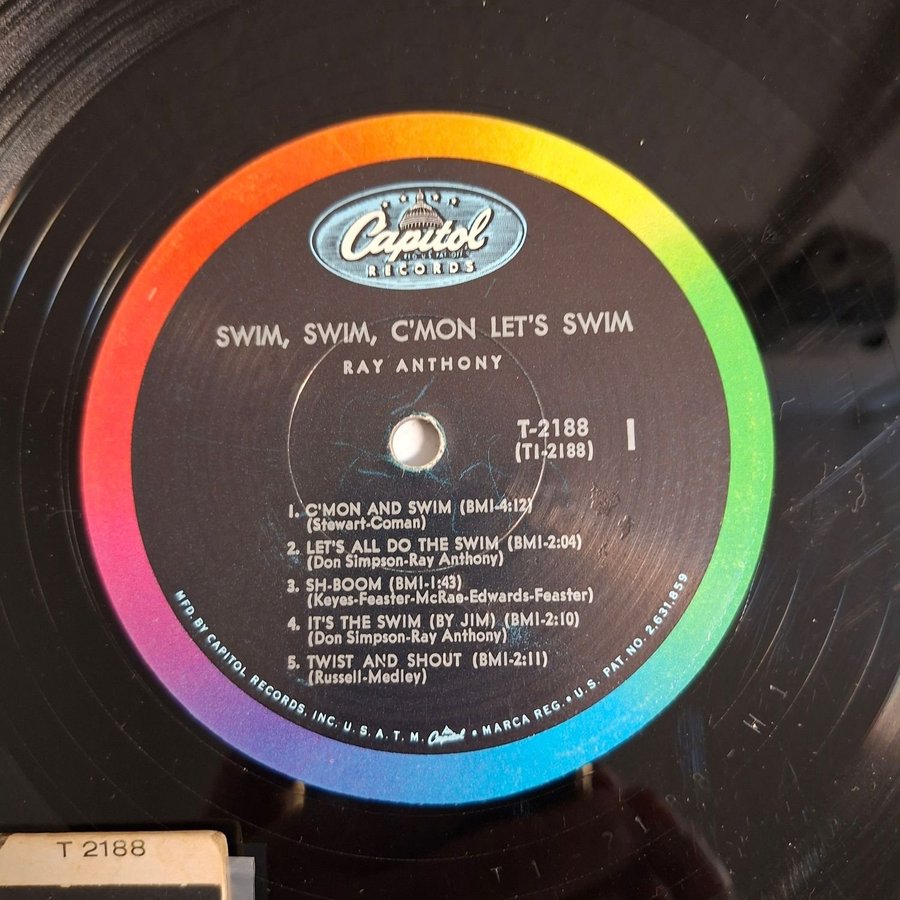 Capitol
REG. U.S. PAT. OFF.
RECORDS
SWIM, SWIM, C'MON LET'S SWIM
RAY ANTHONY
T-2188
(T1-2188)
1
1. C'MON AND SWIM (BMI-4:12)
(Stewart-Coman)
2. LET'S ALL DO THE SWIM (BMI-2:04)
(Don Simpson-Ray Anthony)
3. SH-BOOM (BMI-1:43)
(Keyes-Feaster-McRae-Edwards-Feaster)
4. IT'S THE SWIM (BY JIM) (BMI-2:10)
(Don Simpson-Ray Anthony)
5. TWIST AND SHOUT (BMI-2:11)
(Russell-Medley)
MFD. BY CAPITOL RECORDS, INC. U. S. A. T. M. Capitol • MARCA REG. • U. S. PAT. NO. 2,631,859
T 2188